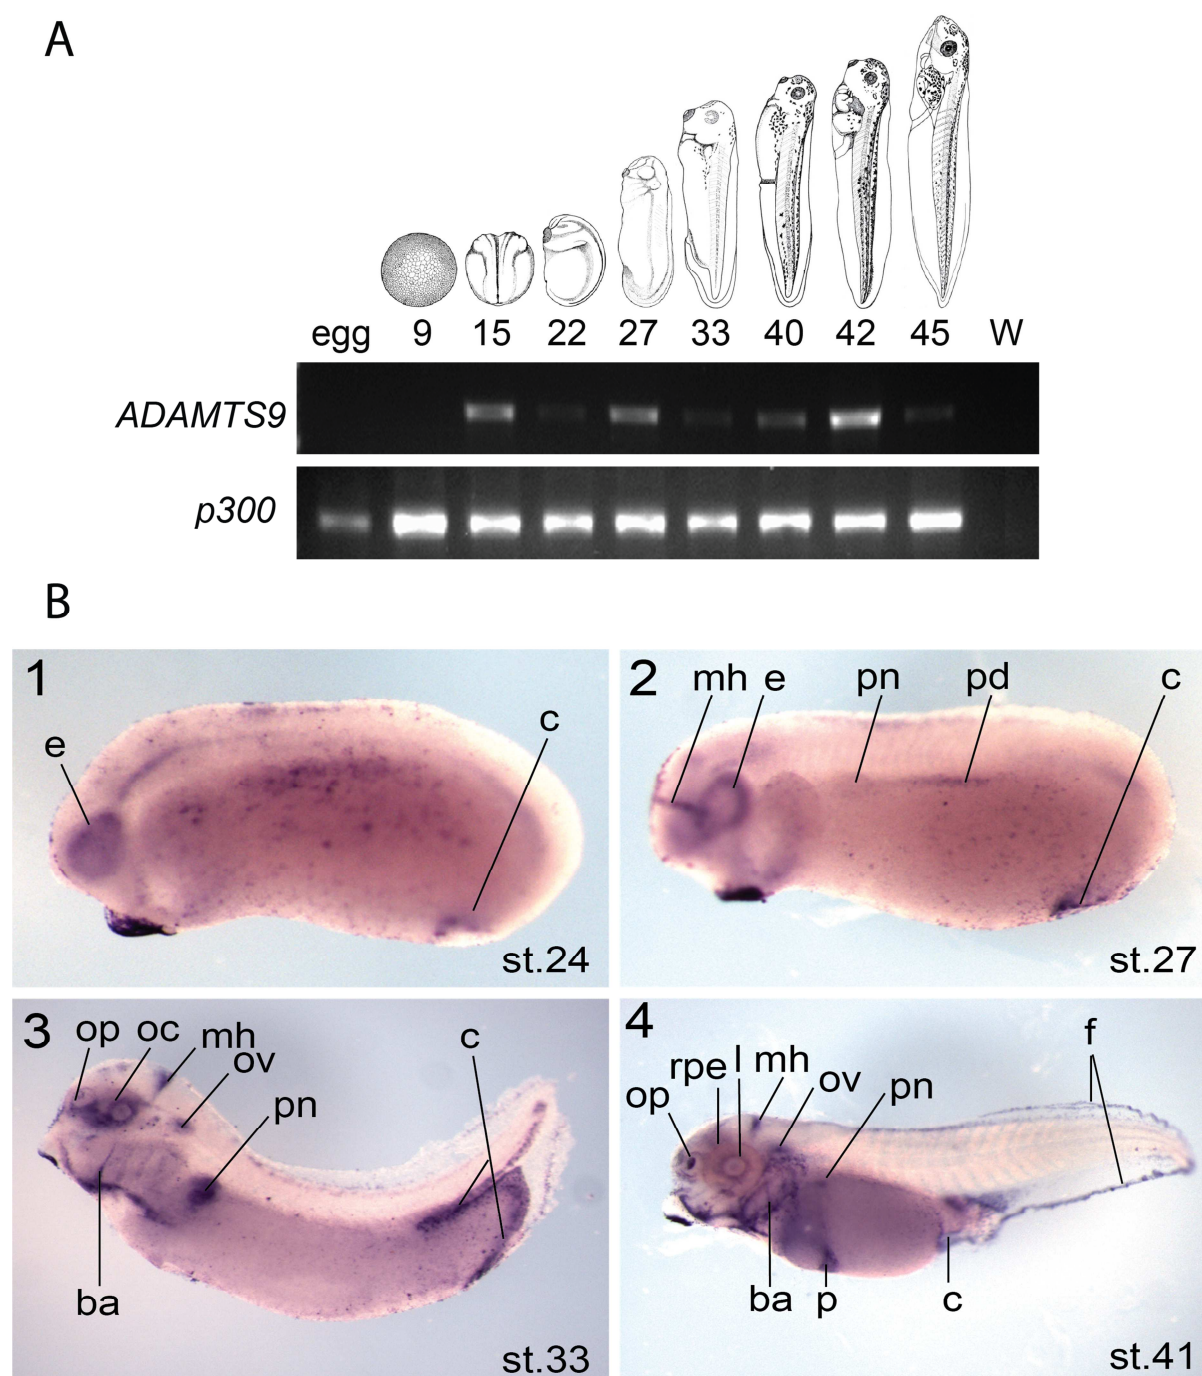 A
egg 9 15 22 27 33 40 42 45 W
ADAMTS9
p300
B
1
e
c
st.24
2
mh e pn pd c
st.27
3
op oc mh
ov
pn
c
ba
st.33
4
op rpe l mh ov pn f
ba p c
st.41